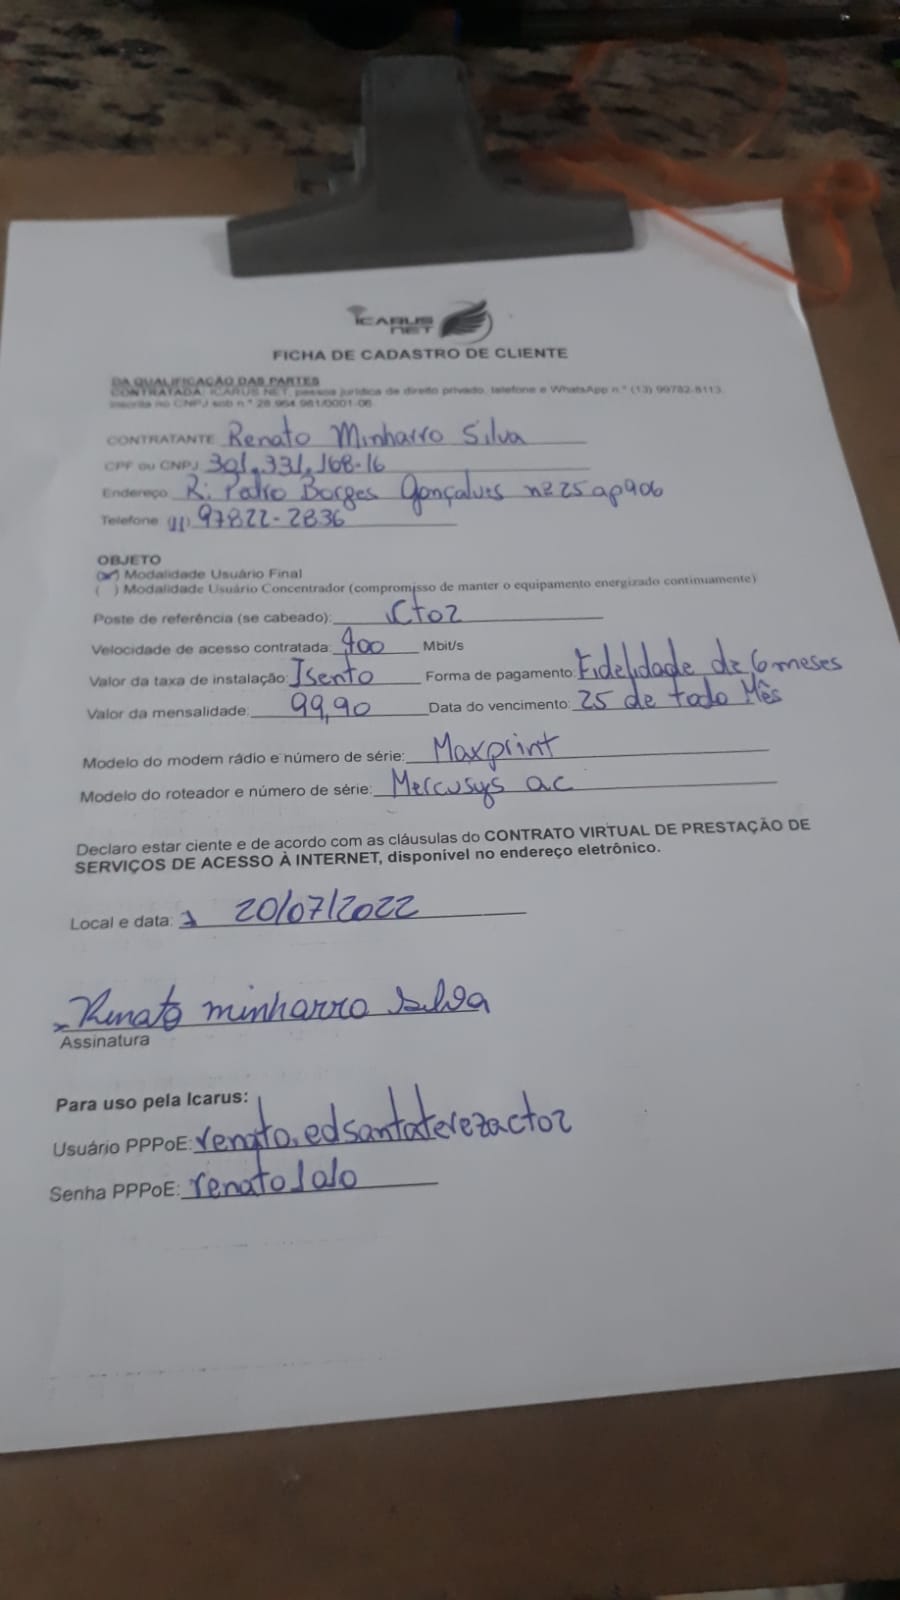 ICARUS
NET
FICHA DE CADASTRO DE CLIENTE
DA QUALIFICAÇÃO DAS PARTES
CONTRATADA: ICARUS NET, pessoa jurídica de direito privado, telefone e WhatsApp n.º (13) 99782-8113,
inscrita no CNPJ sob n.º 28.964.981/0001-06
CONTRATANTE Renato Minharro Silva
CPF ou CNPJ 301.331.168-16
Endereço R. Pedro Borges Gonçalves nº 25 ap 906
Telefone (11) 97822-2836
OBJETO
(x) Modalidade Usuário Final
( ) Modalidade Usuário Concentrador (compromisso de manter o equipamento energizado continuamente)
Poste de referência (se cabeado): Cto2
Velocidade de acesso contratada: 400 Mbit/s
Valor da taxa de instalação: Isento Forma de pagamento: Fidelidade de 6 meses
Valor da mensalidade: 99,90 Data do vencimento: 25 de todo Mês
Modelo do modem rádio e número de série: Maxprint
Modelo do roteador e número de série: Mercusys ac
Declaro estar ciente e de acordo com as cláusulas do CONTRATO VIRTUAL DE PRESTAÇÃO DE
SERVIÇOS DE ACESSO À INTERNET, disponível no endereço eletrônico.
Local e data: 20/07/2022
Renato minharro Silva
Assinatura
Para uso pela Icarus:
Usuário PPPoE: renato.edsantaterezacto2
Senha PPPoE: renato1010